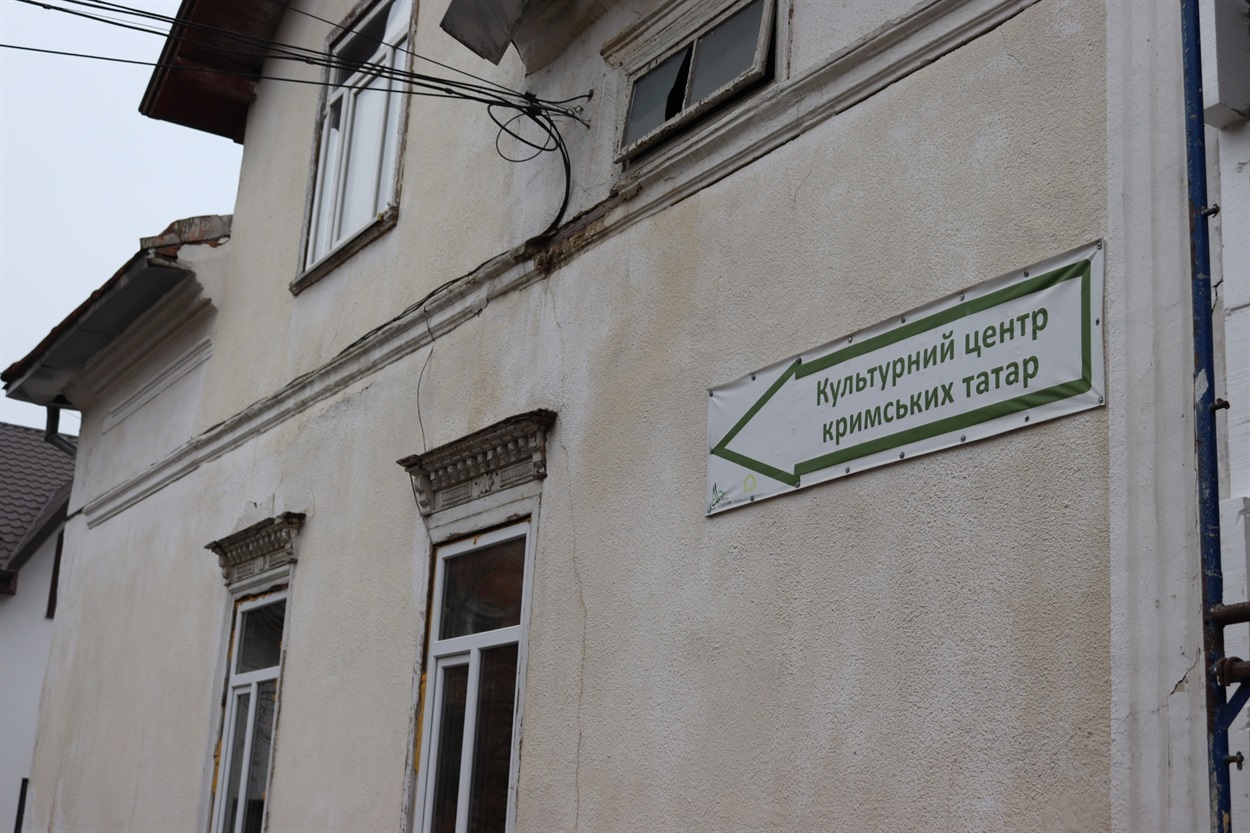 Культурний центр
кримських татар